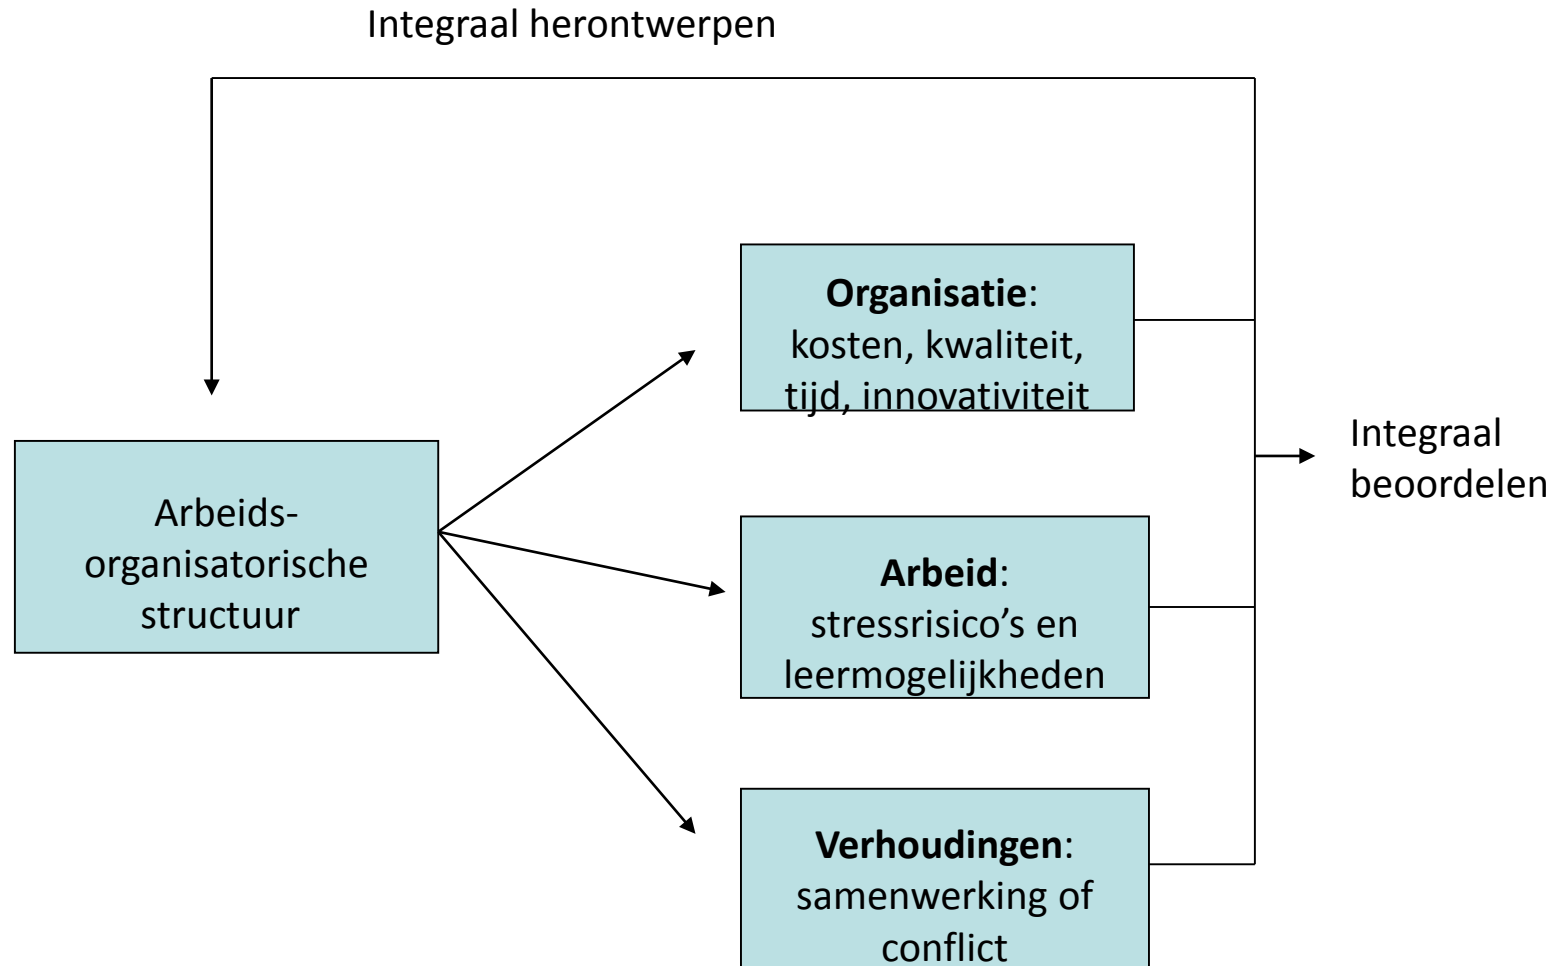 Integraal herontwerpen
Organisatie:
kosten, kwaliteit,
tijd, innovativiteit
Arbeids-
organisatorische
structuur
Integraal
beoordelen
Arbeid:
stressrisico’s en
leermogelijkheden
Verhoudingen:
samenwerking of
conflict